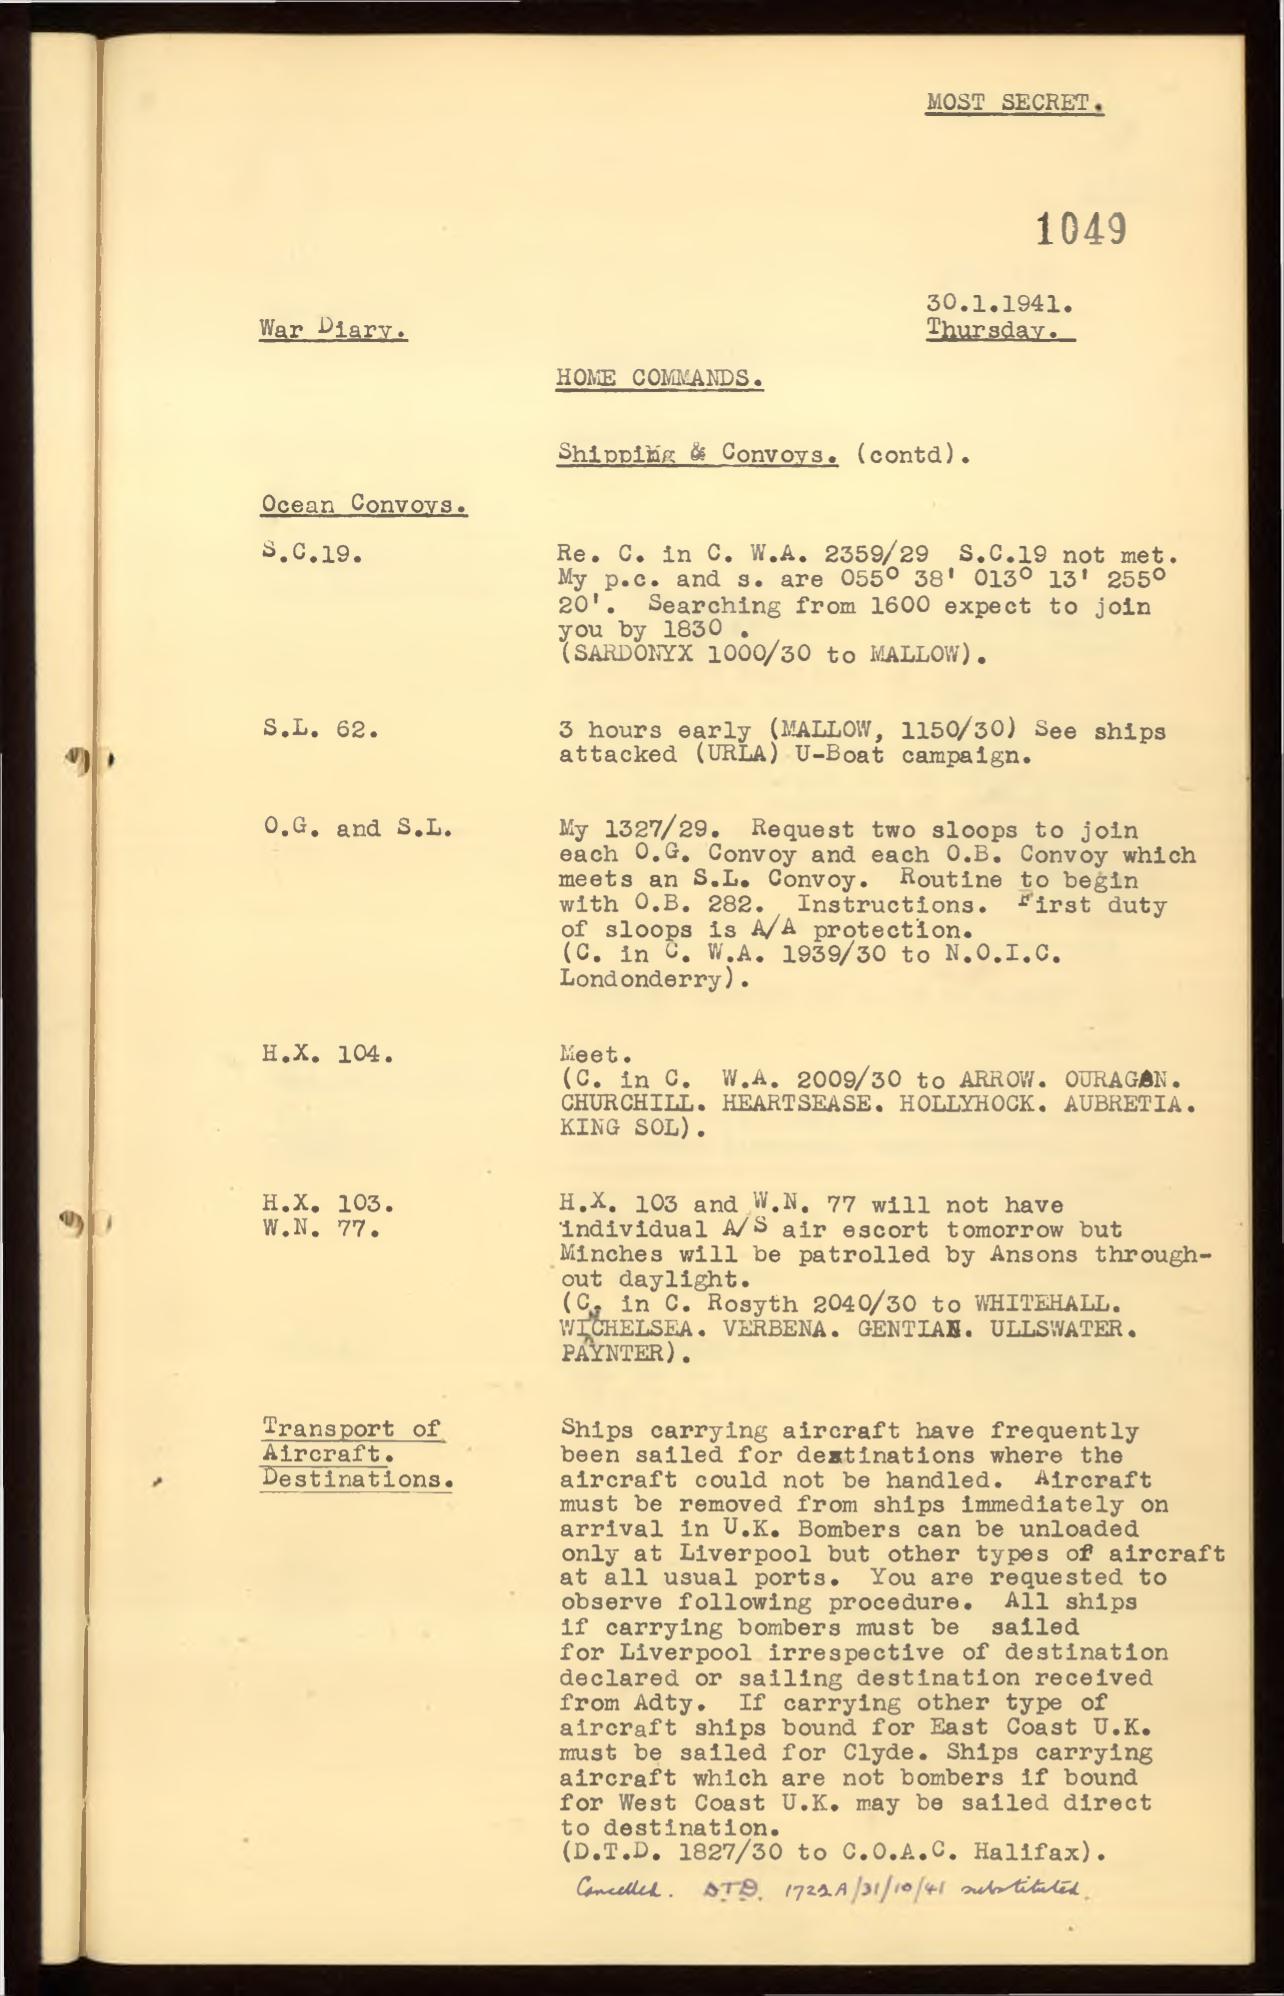 MOST SECRET.
1049
30.1.1941.
War Diary.
Thursday.
HOME COMMANDS.
Shipping & Convoys. (contd).
Ocean Convoys.
S.C.19.
Re. C. in C. W.A. 2359/29 S.C.19 not met.
My p.c. and s. are 055° 38' 013° 13' 255°
20'. Searching from 1600 expect to join
you by 1830 .
(SARDONYX 1000/30 to MALLOW).
S.L. 62.
3 hours early (MALLOW, 1150/30) See ships
attacked (URLA) U-Boat campaign.
O.G. and S.L.
My 1327/29. Request two sloops to join
each O.G. Convoy and each O.B. Convoy which
meets an S.L. Convoy. Routine to begin
with O.B. 282. Instructions. First duty
of sloops is A/A protection.
(C. in C. W.A. 1939/30 to N.O.I.C.
Londonderry).
H.X. 104.
Meet.
(C. in C. W.A. 2009/30 to ARROW. OURAGAN.
CHURCHILL. HEARTSEASE. HOLLYHOCK. AUBRETIA.
KING SOL).
H.X. 103.
W.N. 77.
H.X. 103 and W.N. 77 will not have
individual A/S air escort tomorrow but
Minches will be patrolled by Ansons through-
out daylight.
(C. in C. Rosyth 2040/30 to WHITEHALL.
WINCHELSEA. VERBENA. GENTIAN. ULLSWATER.
PAYNTER).
Transport of
Aircraft.
Destinations.
Ships carrying aircraft have frequently
been sailed for destinations where the
aircraft could not be handled. Aircraft
must be removed from ships immediately on
arrival in U.K. Bombers can be unloaded
only at Liverpool but other types of aircraft
at all usual ports. You are requested to
observe following procedure. All ships
if carrying bombers must be sailed
for Liverpool irrespective of destination
declared or sailing destination received
from Adty. If carrying other type of
aircraft ships bound for East Coast U.K.
must be sailed for Clyde. Ships carrying
aircraft which are not bombers if bound
for West Coast U.K. may be sailed direct
to destination.
(D.T.D. 1827/30 to C.O.A.C. Halifax).
Cancelled. D.T.D. 1722A/31/10/41 substituted.